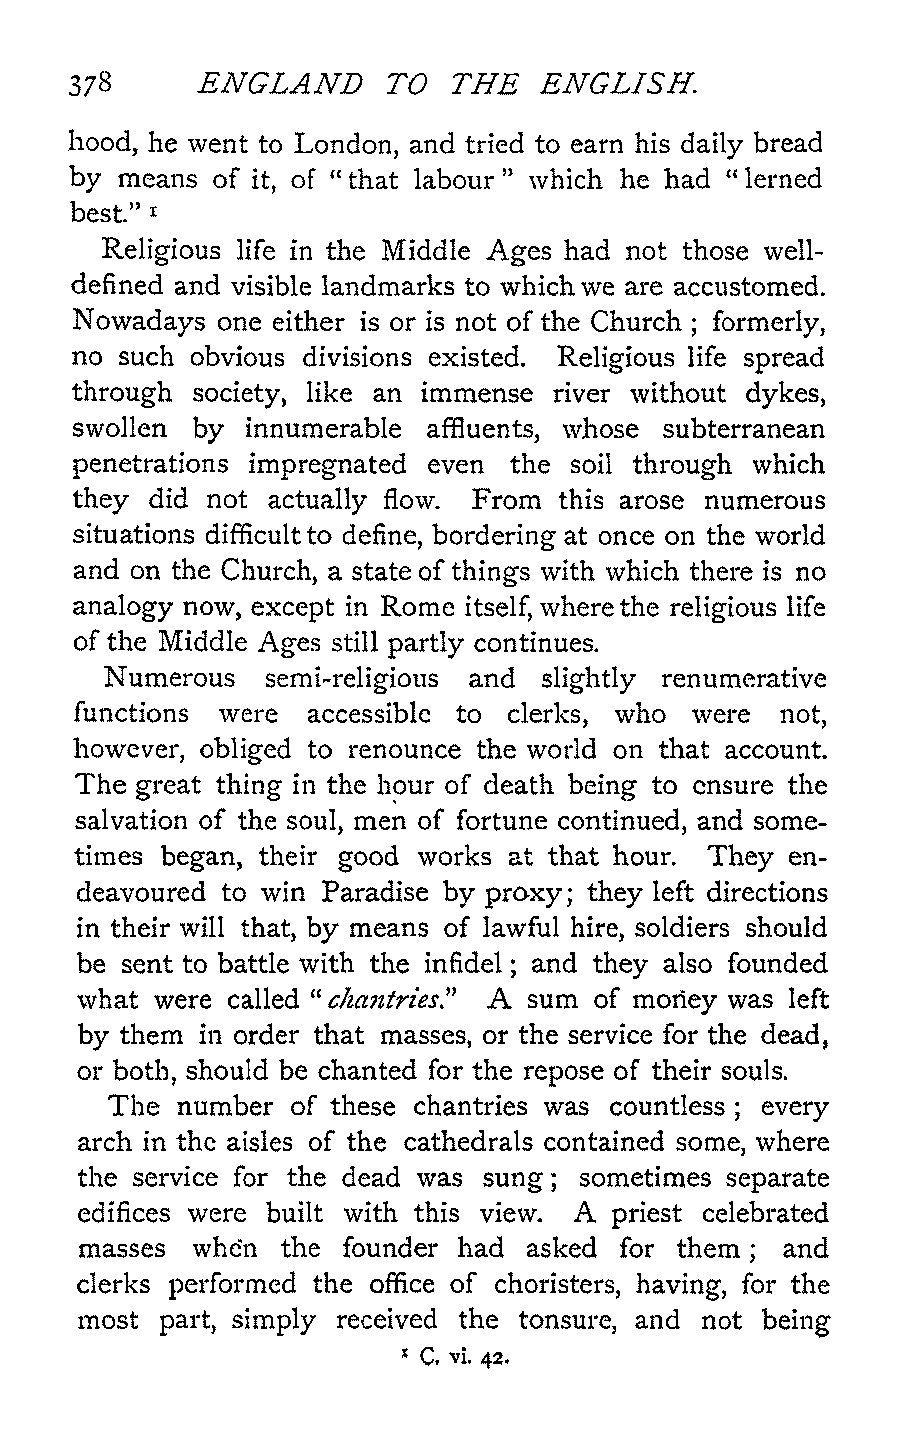 378 ENGLAND TO THE ENGLISH.
hood, he went to London, and tried to earn his daily bread
by means of it, of “that labour” which he had “lerned
best.” 1
Religious life in the Middle Ages had not those well-
defined and visible landmarks to which we are accustomed.
Nowadays one either is or is not of the Church ; formerly,
no such obvious divisions existed. Religious life spread
through society, like an immense river without dykes,
swollen by innumerable affluents, whose subterranean
penetrations impregnated even the soil through which
they did not actually flow. From this arose numerous
situations difficult to define, bordering at once on the world
and on the Church, a state of things with which there is no
analogy now, except in Rome itself, where the religious life
of the Middle Ages still partly continues.
Numerous semi-religious and slightly renumerative
functions were accessible to clerks, who were not,
however, obliged to renounce the world on that account.
The great thing in the hour of death being to ensure the
salvation of the soul, men of fortune continued, and some-
times began, their good works at that hour. They en-
deavoured to win Paradise by proxy; they left directions
in their will that, by means of lawful hire, soldiers should
be sent to battle with the infidel ; and they also founded
what were called “chantries.” A sum of money was left
by them in order that masses, or the service for the dead,
or both, should be chanted for the repose of their souls.
The number of these chantries was countless ; every
arch in the aisles of the cathedrals contained some, where
the service for the dead was sung ; sometimes separate
edifices were built with this view. A priest celebrated
masses when the founder had asked for them ; and
clerks performed the office of choristers, having, for the
most part, simply received the tonsure, and not being
1 C. vi. 42.